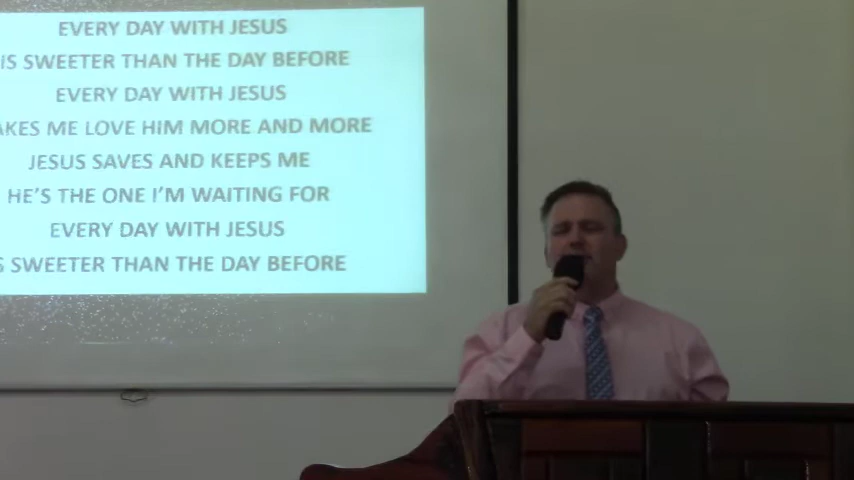 EVERY DAY WITH JESUS
IS SWEETER THAN THE DAY BEFORE
EVERY DAY WITH JESUS
AKES ME LOVE HIM MORE AND MORE
JESUS SAVES AND KEEPS ME
HE'S THE ONE I'M WAITING FOR
EVERY DAY WITH JESUS
S SWEETER THAN THE DAY BEFORE